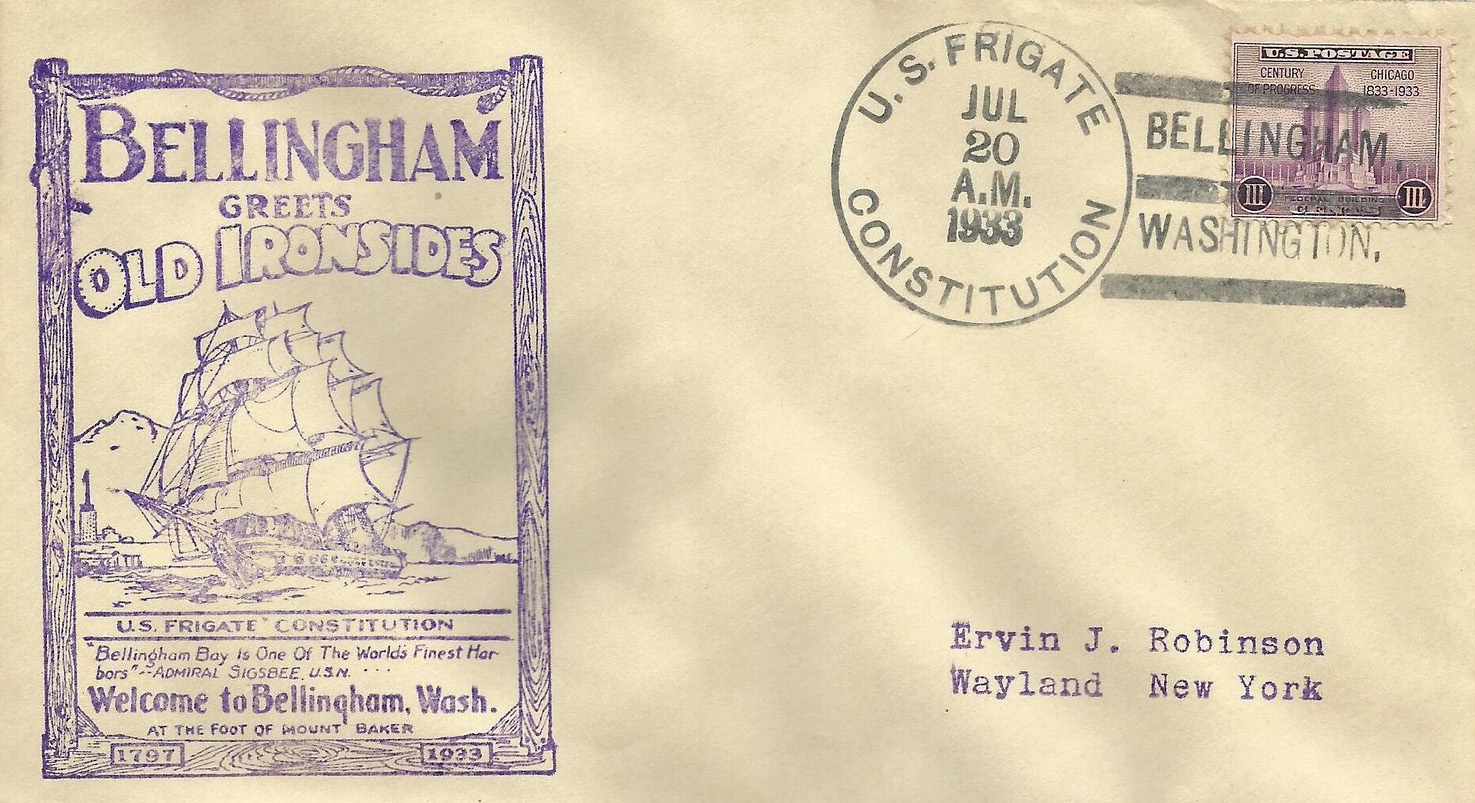 BELLINGHAM
GREETS
OLD IRONSIDES
U.S. FRIGATE CONSTITUTION
"Bellingham Bay Is One Of The Worlds Finest Har-
bors"--ADMIRAL SIGSBEE, U.S.N. ...
Welcome to Bellingham, Wash.
AT THE FOOT OF MOUNT BAKER
1797 1933
U.S. FRIGATE
JUL
20
A.M.
1933
CONSTITUTION
BELLINGHAM,
WASHINGTON,
U.S. POSTAGE
CENTURY OF PROGRESS
CHICAGO 1833-1933
III III
FEDERAL BUILDING
Ervin J. Robinson
Wayland New York